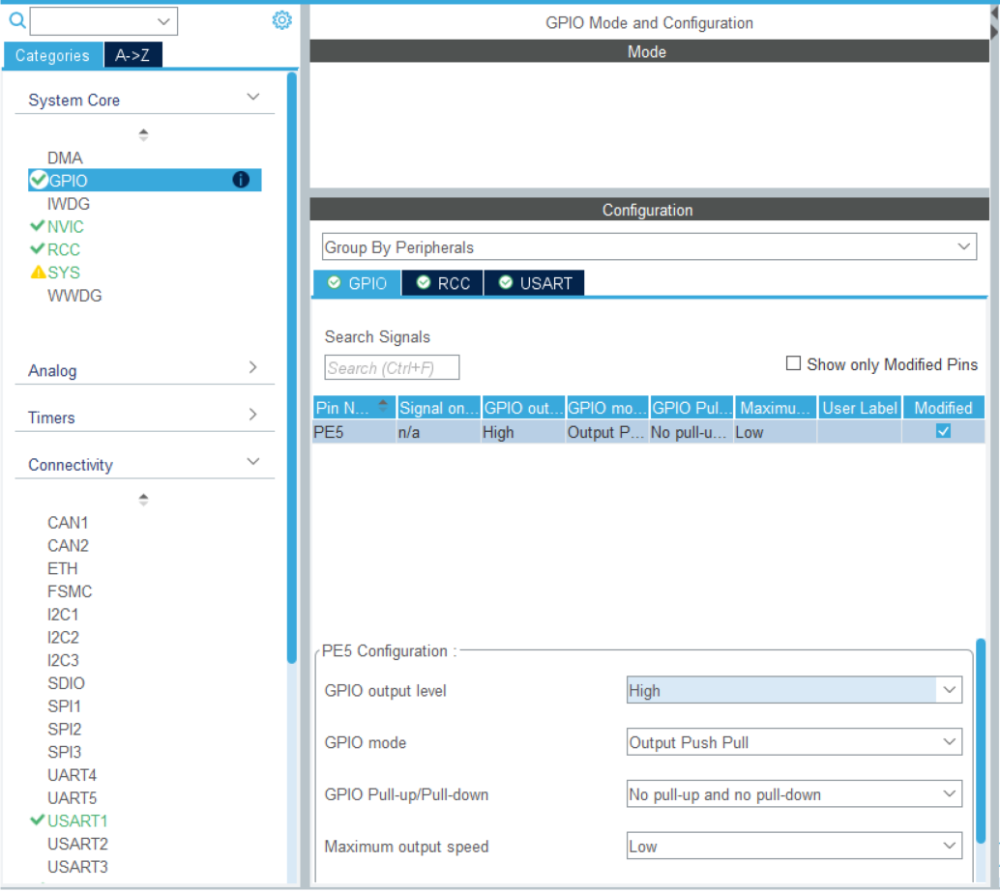 GPIO Mode and Configuration
Mode
Categories A->Z
System Core
DMA
GPIO
IWDG
NVIC
RCC
SYS
WWDG
Analog
Timers
Connectivity
CAN1
CAN2
ETH
FSMC
I2C1
I2C2
I2C3
SDIO
SPI1
SPI2
SPI3
UART4
UART5
USART1
USART2
USART3
Configuration
Group By Peripherals
GPIO RCC USART
Search Signals
Search (Ctrl+F)
Show only Modified Pins
Pin N... Signal on... GPIO out... GPIO mo... GPIO Pul... Maximu... User Label Modified
PE5 n/a High Output P... No pull-u... Low
PE5 Configuration :
GPIO output level High
GPIO mode Output Push Pull
GPIO Pull-up/Pull-down No pull-up and no pull-down
Maximum output speed Low